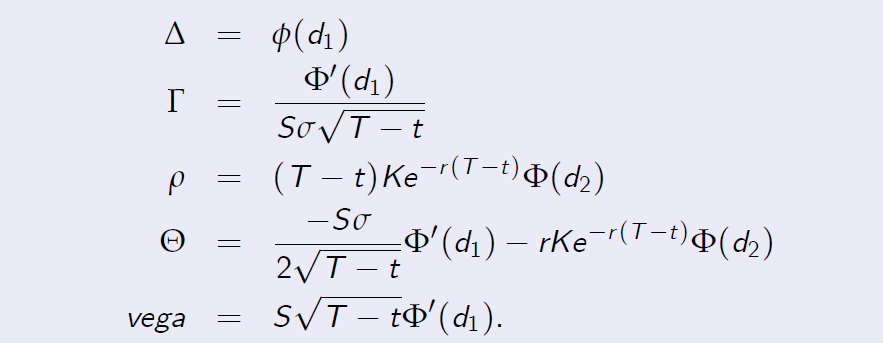 Δ = ϕ(d₁)
Γ = Φ′(d₁) / Sσ√(T − t)
ρ = (T − t)Ke^{−r(T−t)}Φ(d₂)
Θ = −Sσ / 2√(T − t) Φ′(d₁) − rKe^{−r(T−t)}Φ(d₂)
vega = S√(T − t)Φ′(d₁).